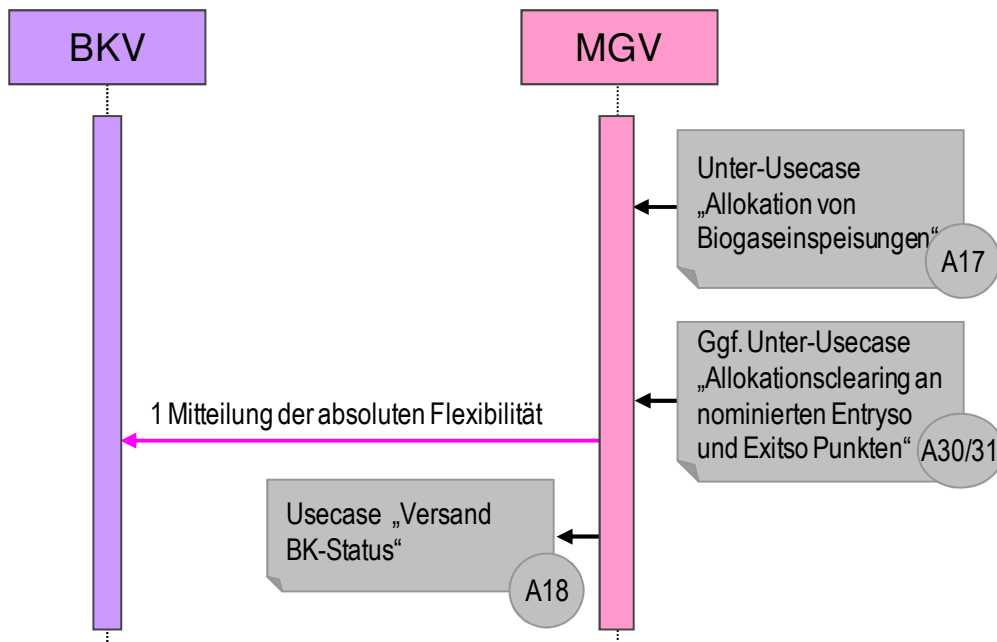 BKV
MGV
Unter-Usecase
„Allokation von
Biogaseinspeisungen“
A17
Ggf. Unter-Usecase
„Allokationsclearing an
nominierten Entryso
und Exitso Punkten“
A30/31
1 Mitteilung der absoluten Flexibilität
Usecase „Versand
BK-Status“
A18